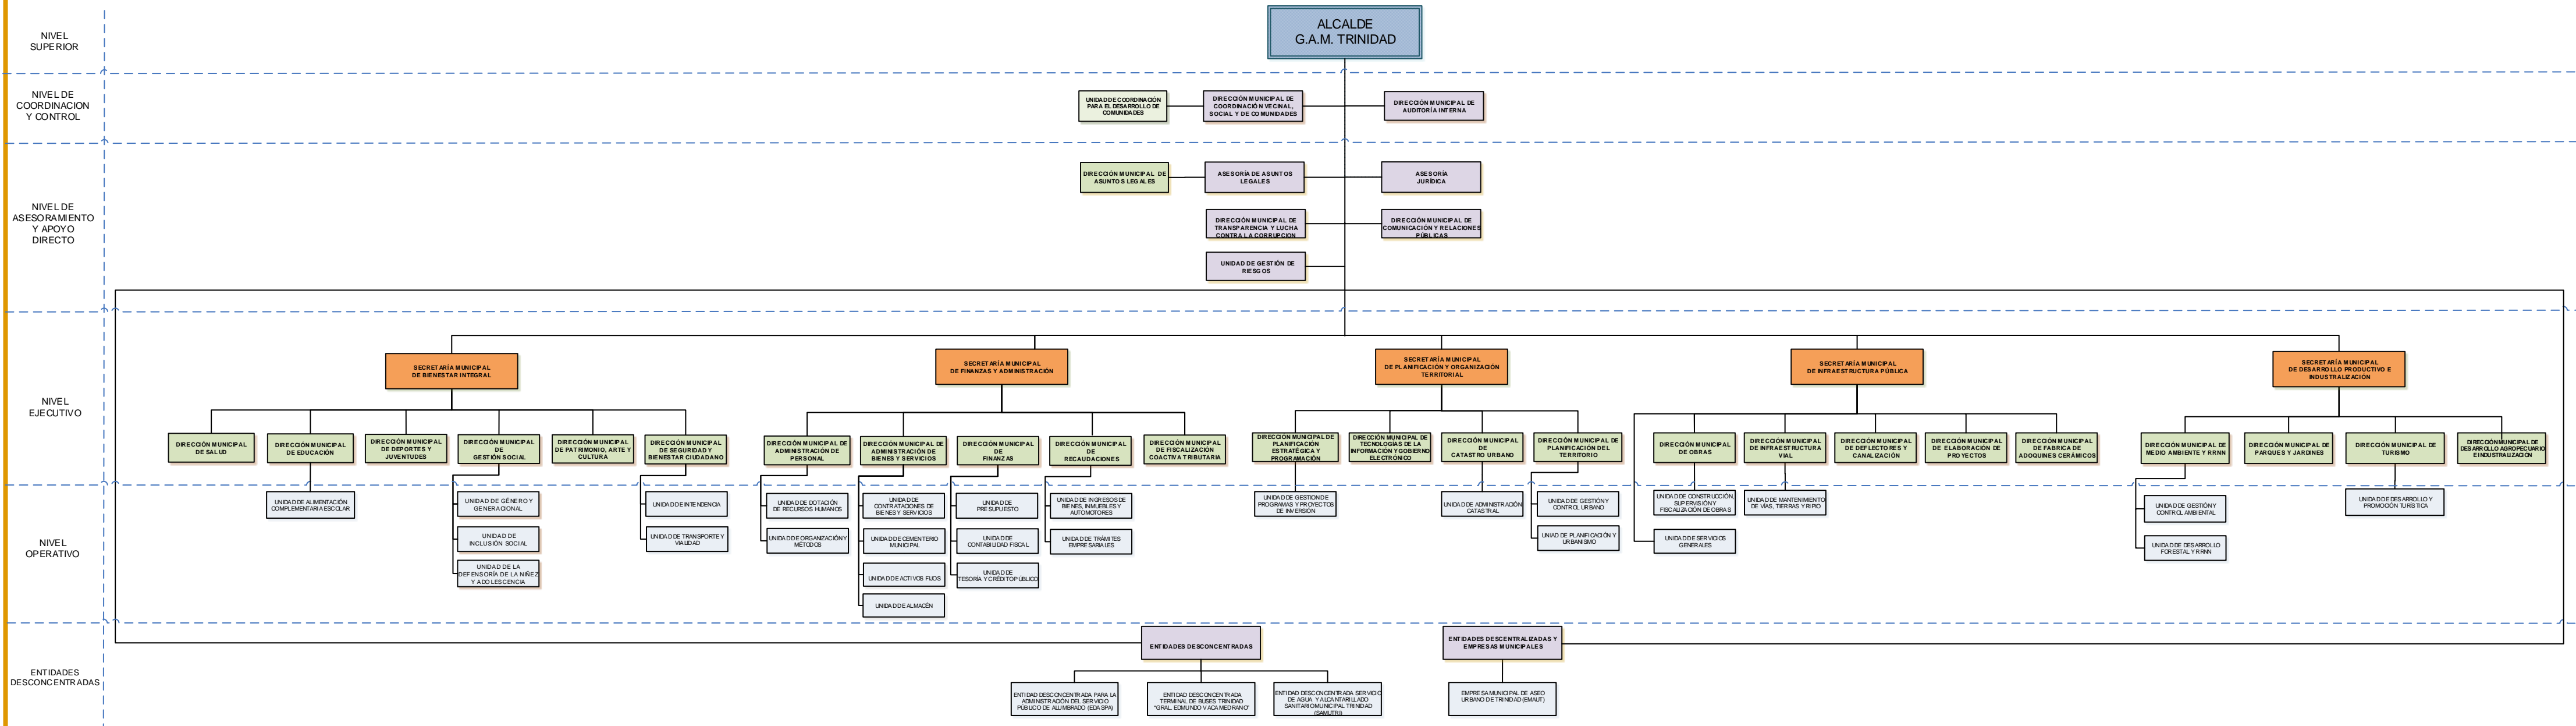 NIVEL
SUPERIOR
ALCALDE
G.A.M. TRINIDAD
NIVEL DE
COORDINACION
Y CONTROL
UNIDAD DE COORDINACIÓN
PARA EL DESARROLLO DE
COMUNIDADES
DIRECCIÓN MUNICIPAL DE
COORDINACIÓN VECINAL,
SOCIAL Y DE COMUNIDADES
DIRECCIÓN MUNICIPAL DE
AUDITORÍA INTERNA
NIVEL DE
ASESORAMIENTO
Y APOYO
DIRECTO
DIRECCIÓN MUNICIPAL DE
ASUNTOS LEGALES
ASESORÍA DE ASUNTOS
LEGALES
ASESORÍA
JURÍDICA
DIRECCIÓN MUNICIPAL DE
TRANSPARENCIA Y LUCHA
CONTRA LA CORRUPCION
DIRECCIÓN MUNICIPAL DE
COMUNICACIÓN Y RELACIONES
PÚBLICAS
UNIDAD DE GESTIÓN DE
RIESGOS
NIVEL
EJECUTIVO
SECRETARÍA MUNICIPAL
DE BIENESTAR INTEGRAL
SECRETARÍA MUNICIPAL
DE FINANZAS Y ADMINISTRACIÓN
SECRETARÍA MUNICIPAL
DE PLANIFICACIÓN Y ORGANIZACIÓN
TERRITORIAL
SECRETARÍA MUNICIPAL
DE INFRAESTRUCTURA PÚBLICA
SECRETARÍA MUNICIPAL
DE DESARROLLO PRODUCTIVO E
INDUSTRIALIZACIÓN
DIRECCIÓN MUNICIPAL
DE SALUD
DIRECCIÓN MUNICIPAL
DE EDUCACIÓN
DIRECCIÓN MUNICIPAL
DE DEPORTES Y
JUVENTUDES
DIRECCIÓN MUNICIPAL
DE
GESTIÓN SOCIAL
DIRECCIÓN MUNICIPAL
DE PATRIMONIO, ARTE Y
CULTURA
DIRECCIÓN MUNICIPAL
DE SEGURIDAD Y
BIENESTAR CIUDADANO
DIRECCIÓN MUNICIPAL DE
ADMINISTRACIÓN DE
PERSONAL
DIRECCIÓN MUNICIPAL DE
ADMINISTRACIÓN DE
BIENES Y SERVICIOS
DIRECCIÓN MUNICIPAL
DE
FINANZAS
DIRECCIÓN MUNICIPAL
DE
RECAUDACIONES
DIRECCIÓN MUNICIPAL
DE FISCALIZACIÓN
COACTIVA TRIBUTARIA
DIRECCIÓN MUNICIPAL DE
PLANIFICACIÓN
ESTRATÉGICA Y
PROGRAMACIÓN
DIRECCIÓN MUNICIPAL DE
TECNOLOGÍAS DE LA
INFORMACIÓN Y GOBIERNO
ELECTRÓNICO
DIRECCIÓN MUNICIPAL
DE
CATASTRO URBANO
DIRECCIÓN MUNICIPAL DE
PLANIFICACIÓN DEL
TERRITORIO
DIRECCIÓN MUNICIPAL
DE OBRAS
DIRECCIÓN MUNICIPAL
DE INFRAESTRUCTURA
VIAL
DIRECCIÓN MUNICIPAL
DE DEFLECTORES Y
CANALIZACIÓN
DIRECCIÓN MUNICIPAL
DE ELABORACIÓN DE
PROYECTOS
DIRECCIÓN MUNICIPAL
DE FABRICA DE
ADOQUINES CERÁMICOS
DIRECCIÓN MUNICIPAL DE
MEDIO AMBIENTE Y RRNN
DIRECCIÓN MUNICIPAL DE
PARQUES Y JARDINES
DIRECCIÓN MUNICIPAL DE
TURISMO
DIRECCIÓN MUNICIPAL DE
DESARROLLO AGROPECUARIO
E INDUSTRIALIZACIÓN
NIVEL
OPERATIVO
UNIDAD DE ALIMENTACIÓN
COMPLEMENTARIA ESCOLAR
UNIDAD DE GÉNERO Y
GENERACIONAL
UNIDAD DE
INCLUSIÓN SOCIAL
UNIDAD DE LA
DEFENSORÍA DE LA NIÑEZ
Y ADOLESCENCIA
UNIDAD DE INTENDENCIA
UNIDAD DE TRANSPORTE Y
VIALIDAD
UNIDAD DE DOTACIÓN
DE RECURSOS HUMANOS
UNIDAD DE ORGANIZACIÓN Y
MÉTODOS
UNIDAD DE
CONTRATACIONES DE
BIENES Y SERVICIOS
UNIDAD DE CEMENTERIO
MUNICIPAL
UNIDAD DE ACTIVOS FIJOS
UNIDAD DE ALMACÉN
UNIDAD DE
PRESUPUESTO
UNIDAD DE
CONTABILIDAD FISCAL
UNIDAD DE
TESORÍA Y CRÉDITO PÚBLICO
UNIDAD DE INGRESOS DE
BIENES, INMUEBLES Y
AUTOMOTORES
UNIDAD DE TRÁMITES
EMPRESARIALES
UNIDAD DE GESTION DE
PROGRAMAS Y PROYECTOS
DE INVERSIÓN
UNIDAD DE ADMINISTRACIÓN
CATASTRAL
UNIDAD DE GESTIÓN Y
CONTROL URBANO
UNIAD DE PLANIFICACIÓN Y
URBANISMO
UNIDAD DE CONSTRUCCIÓN,
SUPERVISIÓN Y
FISCALIZACIÓN DE OBRAS
UNIDAD DE SERVICIOS
GENERALES
UNIDAD DE MANTENIMIENTO
DE VÍAS, TIERRAS Y RIPIO
UNIDAD DE GESTIÓN Y
CONTROL AMBIENTAL
UNIDAD DE DESARROLLO
FORESTAL Y RRNN
UNIDAD DE DESARROLLO Y
PROMOCIÓN TURÍSTICA
ENTIDADES
DESCONCENTRADAS
ENTIDADES DESCONCENTRADAS
ENTIDADES DESCENTRALIZADAS Y
EMPRESAS MUNICIPALES
ENTIDAD DESCONCENTRADA PARA LA
ADMINISTRACIÓN DEL SERVICIO
PÚBLICO DE ALUMBRADO (EDASPA)
ENTIDAD DESCONCENTRADA
TERMINAL DE BUSES TRINIDAD
"GRAL. EDMUNDO VACA MEDRANO"
ENTIDAD DESCONCENTRADA SERVICIO
DE AGUA Y ALCANTARILLADO
SANITARIO MUNICIPAL TRINIDAD
(SAMUTRI)
EMPRESA MUNICIPAL DE ASEO
URBANO DE TRINIDAD (EMAUT)